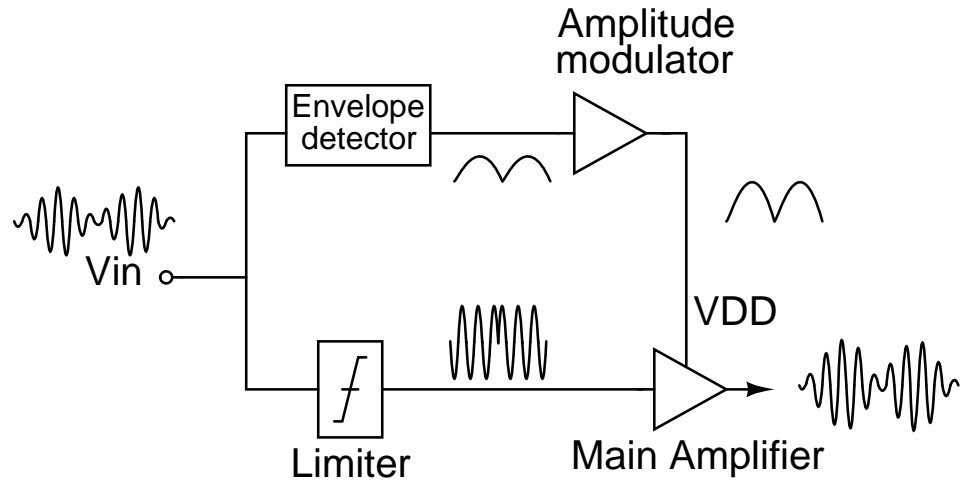 Amplitude
modulator
Envelope
detector
Vin
VDD
Limiter
Main Amplifier